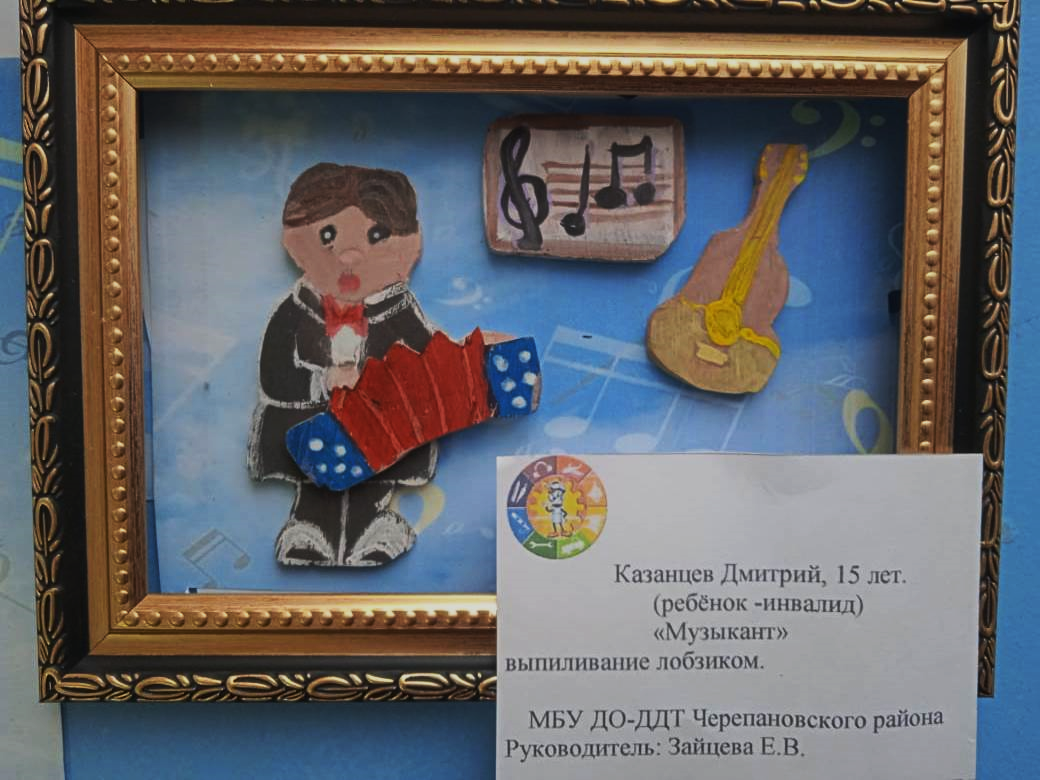 Казанцев Дмитрий, 15 лет.
(ребёнок -инвалид)
«Музыкант»
выпиливание лобзиком.
МБУ ДО-ДДТ Черепановского района
Руководитель: Зайцева Е.В.